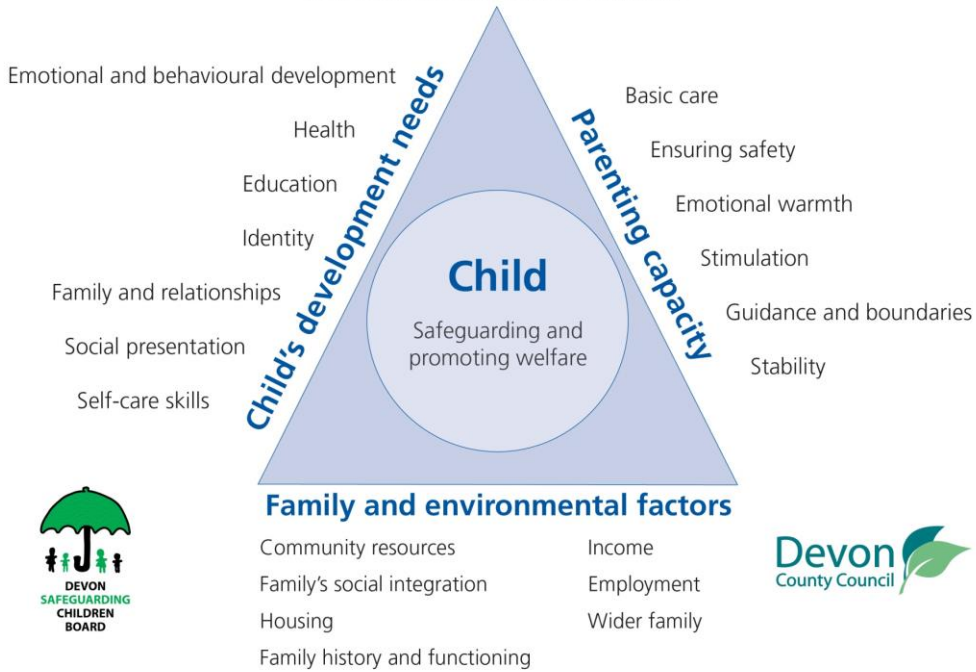 Child's development needs
Emotional and behavioural development
Health
Education
Identity
Family and relationships
Social presentation
Self-care skills
Parenting capacity
Basic care
Ensuring safety
Emotional warmth
Stimulation
Guidance and boundaries
Stability
Child
Safeguarding and
promoting welfare
Family and environmental factors
Community resources
Family's social integration
Housing
Family history and functioning
Income
Employment
Wider family
DEVON
SAFEGUARDING
CHILDREN
BOARD
Devon
County Council